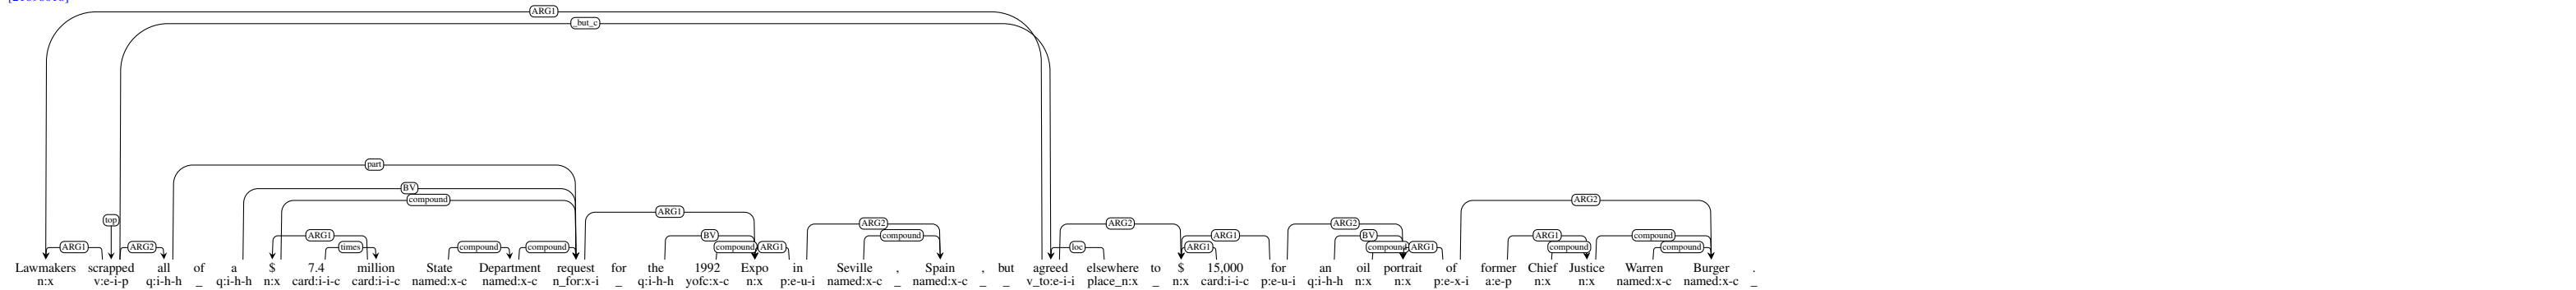 ARG1
_but_c
part
BV
compound
ARG2
top
ARG1
ARG2
ARG1
ARG2
ARG2
ARG1
BV
compound
ARG1
BV
compound
ARG1
ARG2
ARG1
times
compound
compound
compound
ARG1
loc
ARG1
compound
ARG1
compound
compound
Lawmakers scrapped all of a $ 7.4 million State Department request for the 1992 Expo in Seville , Spain , but agreed elsewhere to $ 15,000 for an oil portrait of former Chief Justice Warren Burger .
n:x v:e-i-p q:i-h-h _ q:i-h-h n:x card:i-i-c card:i-i-c named:x-c named:x-c n_for:x-i _ q:i-h-h yofc:x-c n:x p:e-u-i named:x-c _ named:x-c _ _ v_to:e-i-i place_n:x _ n:x card:i-i-c p:e-u-i q:i-h-h n:x n:x p:e-x-i a:e-p n:x n:x named:x-c named:x-c _